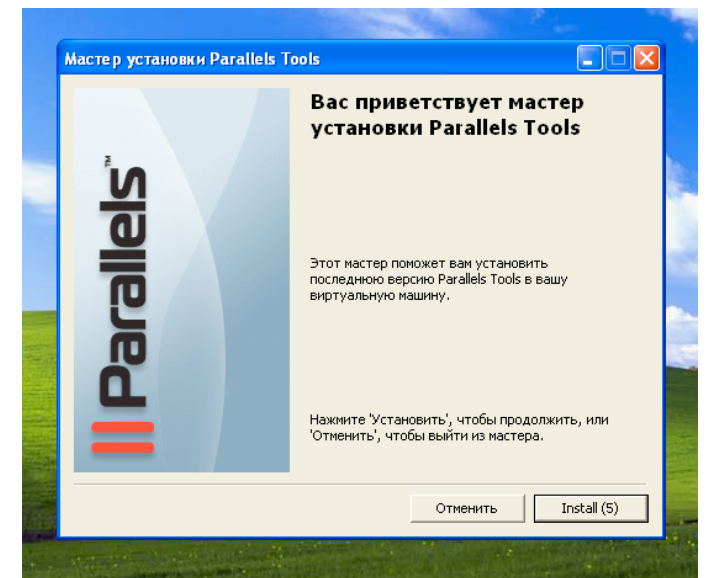 Мастер установки Parallels Tools
Вас приветствует мастер
установки Parallels Tools
Parallels™
Этот мастер поможет вам установить
последнюю версию Parallels Tools в вашу
виртуальную машину.
Нажмите 'Установить', чтобы продолжить, или
'Отменить', чтобы выйти из мастера.
Отменить
Install (5)